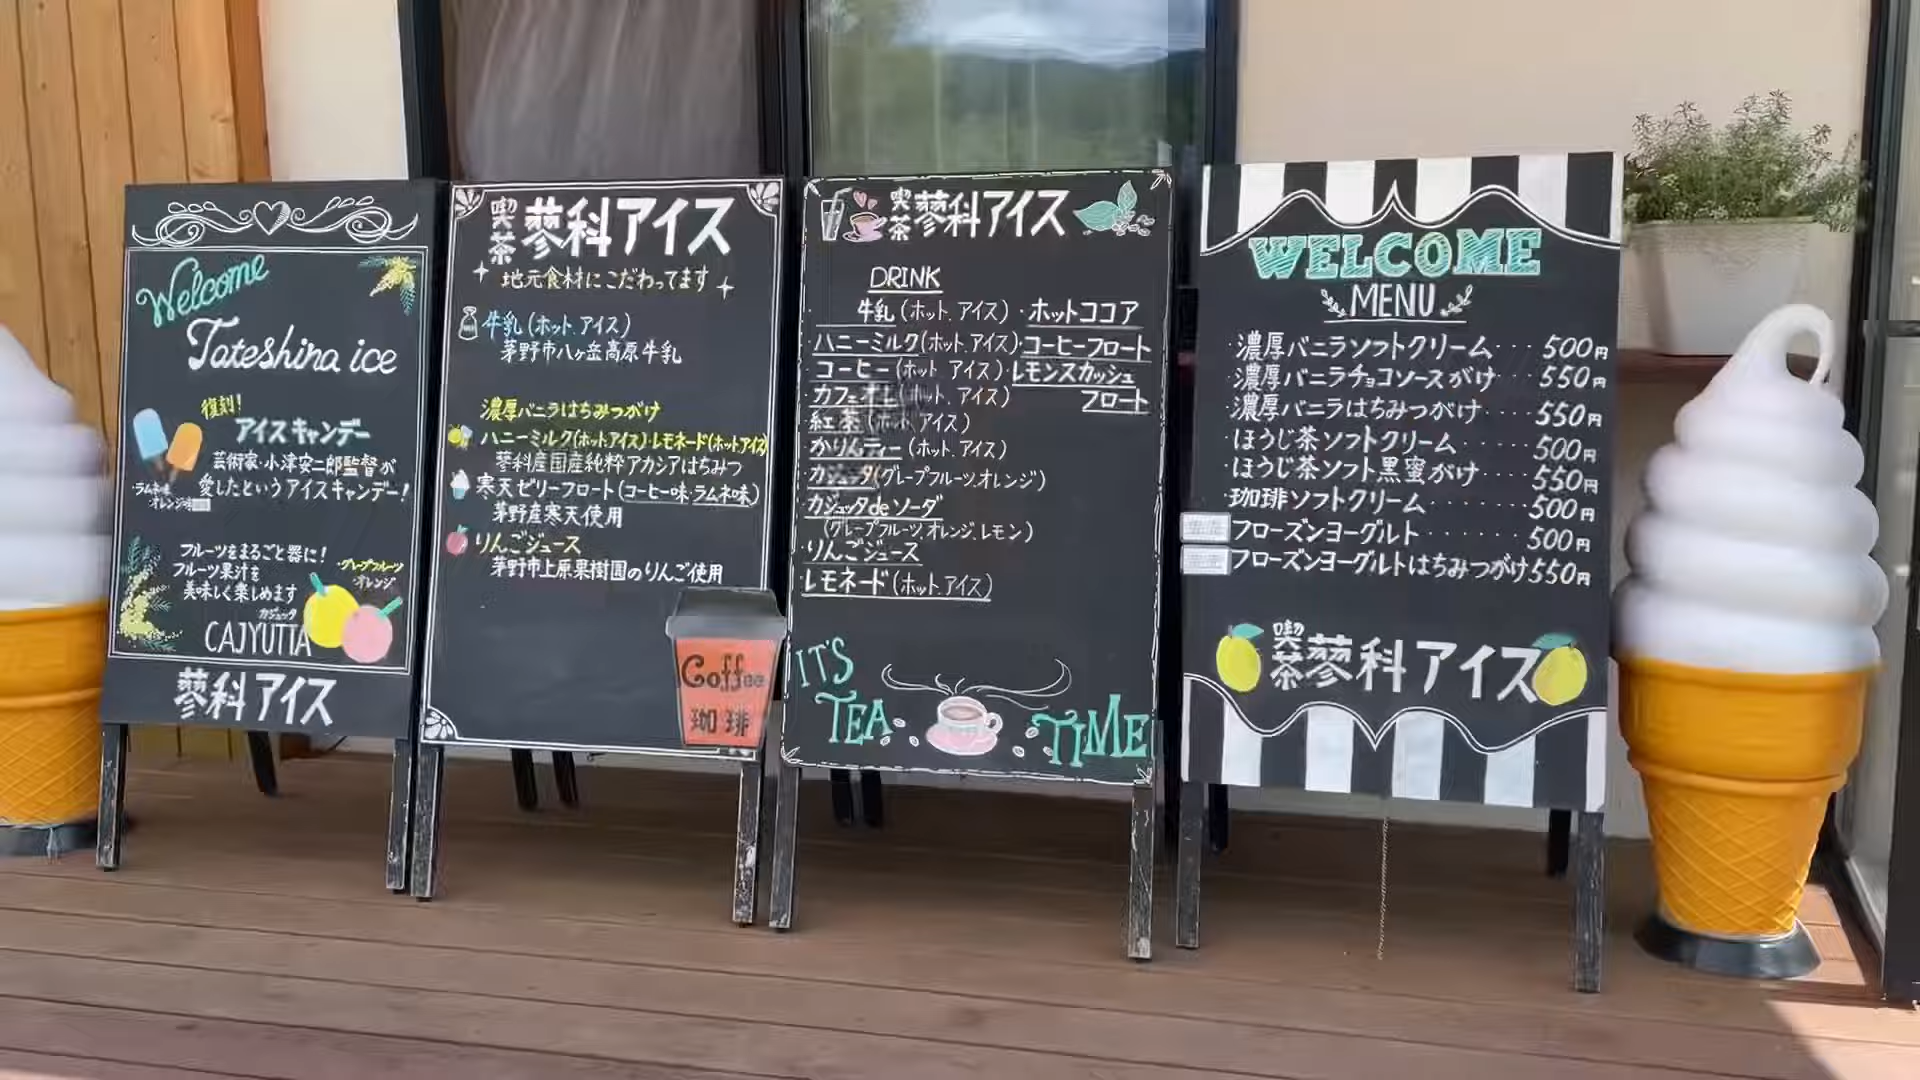 Welcome
Tateshina ice
復刻!
アイスキャンデー
芸術家・小津安二郎監督が
愛したというアイスキャンデー!
・ラムネ味
・オレンジ味
フルーツをまるごと器に!
フルーツ果汁を
美味しく楽しめます
・グレープフルーツ
・オレンジ
カジュッタ
CAJYUTTA
蓼科アイス
喫茶 蓼科アイス
地元食材にこだわってます
牛乳(ホット、アイス)
茅野市八ヶ岳高原牛乳
濃厚バニラはちみつがけ
ハニーミルク(ホット、アイス)・レモネード(ホット、アイス)
蓼科産国産純粋アカシアはちみつ
寒天ゼリーフロート(コーヒー味・ラムネ味)
茅野産寒天使用
りんごジュース
茅野市上原果樹園のりんご使用
Coffee
珈琲
喫茶 蓼科アイス
DRINK
・牛乳(ホット、アイス)・ホットココア
・ハニーミルク(ホット、アイス)・コーヒーフロート
・コーヒー(ホット アイス)・レモンスカッシュ
フロート
・カフェオレ(ホット、アイス)
・紅茶(ホット、アイス)
・かりんティー(ホット、アイス)
・カジュッタ(グレープフルーツ、オレンジ)
・カジュッタdeソーダ
(グレープフルーツ、オレンジ、レモン)
・りんごジュース
・レモネード(ホット、アイス)
IT'S
TEA
TIME
WELCOME
MENU
・濃厚バニラソフトクリーム・・・500円
・濃厚バニラチョコソースがけ・・550円
・濃厚バニラはちみつがけ・・・・550円
・ほうじ茶ソフトクリーム・・・・・500円
・ほうじ茶ソフト黒蜜がけ・・・・・550円
・珈琲ソフトクリーム・・・・・・・500円
フローズンヨーグルト・・・・・・500円
フローズンヨーグルトはちみつがけ550円
喫茶 蓼科アイス